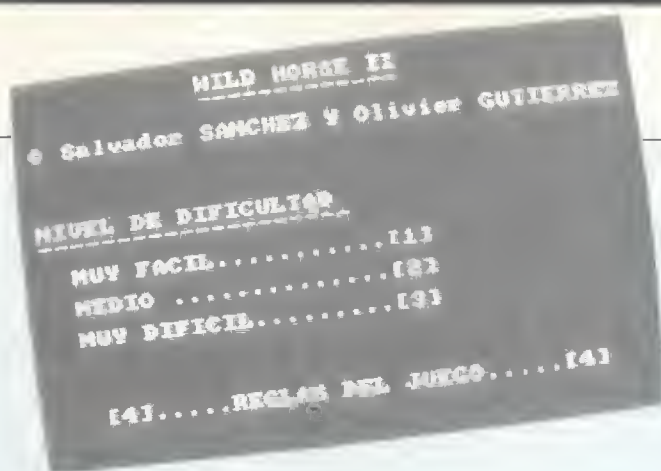 WILD HORSE II
© Salvador SANCHEZ Y Olivier GUTIERREZ
NIVEL DE DIFICULTAD
MUY FACIL............[1]
MEDIO ...............[2]
MUY DIFICIL..........[3]
[4].....REGLAS DEL JUEGO.....[4]